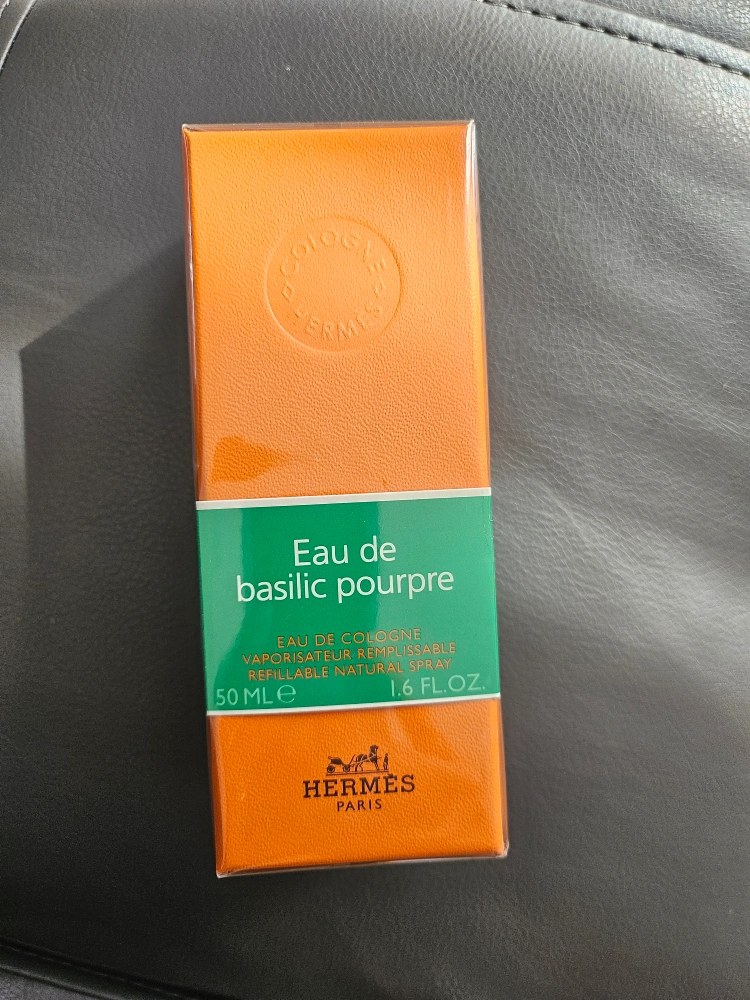 COLOGNE
HERMÈS
Eau de
basilic pourpre
EAU DE COLOGNE
VAPORISATEUR REMPLISSABLE
REFILLABLE NATURAL SPRAY
50 ML ℮ 1.6 FL.OZ.
HERMÈS
PARIS